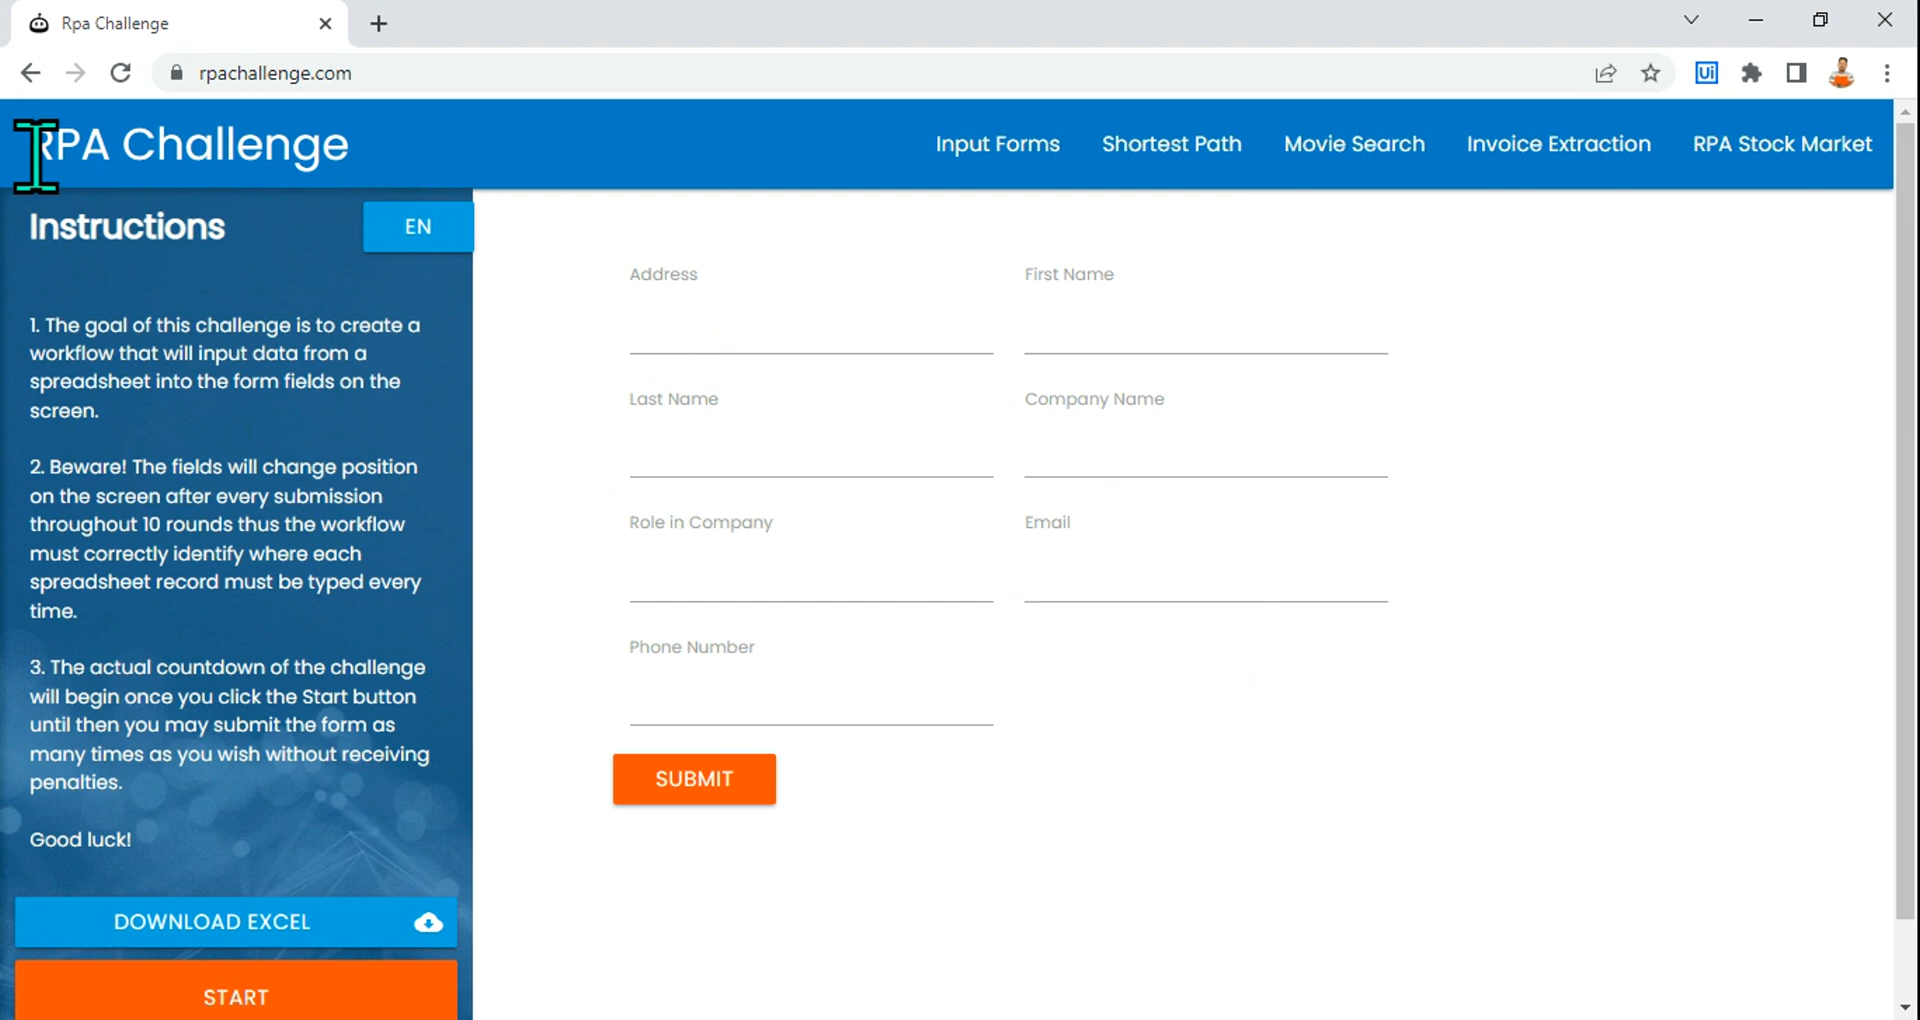 Rpa Challenge
rpachallenge.com
Ui
RPA Challenge
Input Forms
Shortest Path
Movie Search
Invoice Extraction
RPA Stock Market
Instructions
EN
1. The goal of this challenge is to create a
workflow that will input data from a
spreadsheet into the form fields on the
screen.
2. Beware! The fields will change position
on the screen after every submission
throughout 10 rounds thus the workflow
must correctly identify where each
spreadsheet record must be typed every
time.
3. The actual countdown of the challenge
will begin once you click the Start button
until then you may submit the form as
many times as you wish without receiving
penalties.
Good luck!
DOWNLOAD EXCEL
START
Address
First Name
Last Name
Company Name
Role in Company
Email
Phone Number
SUBMIT